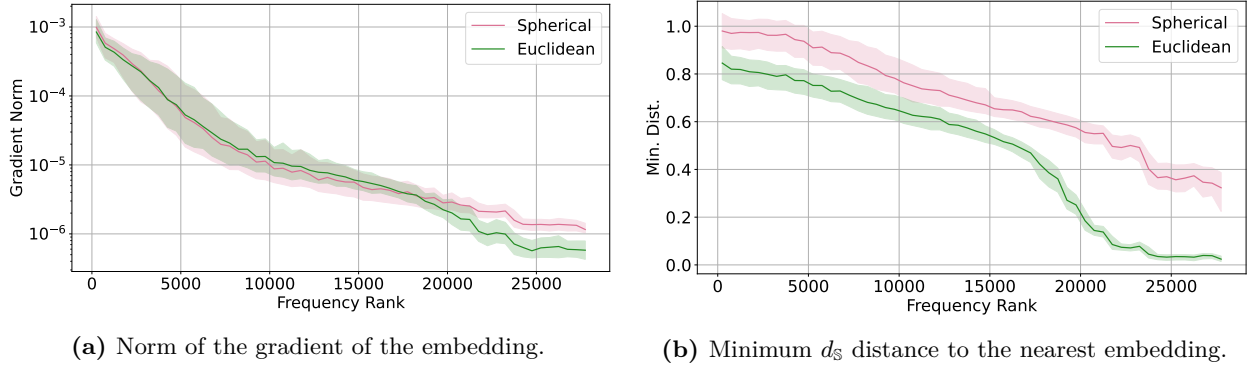 Gradient Norm
10⁻³
10⁻⁴
10⁻⁵
10⁻⁶
Spherical
Euclidean
0 5000 10000 15000 20000 25000
Frequency Rank
(a) Norm of the gradient of the embedding.
Min. Dist.
1.0
0.8
0.6
0.4
0.2
0.0
Spherical
Euclidean
0 5000 10000 15000 20000 25000
Frequency Rank
(b) Minimum d_𝕊 distance to the nearest embedding.